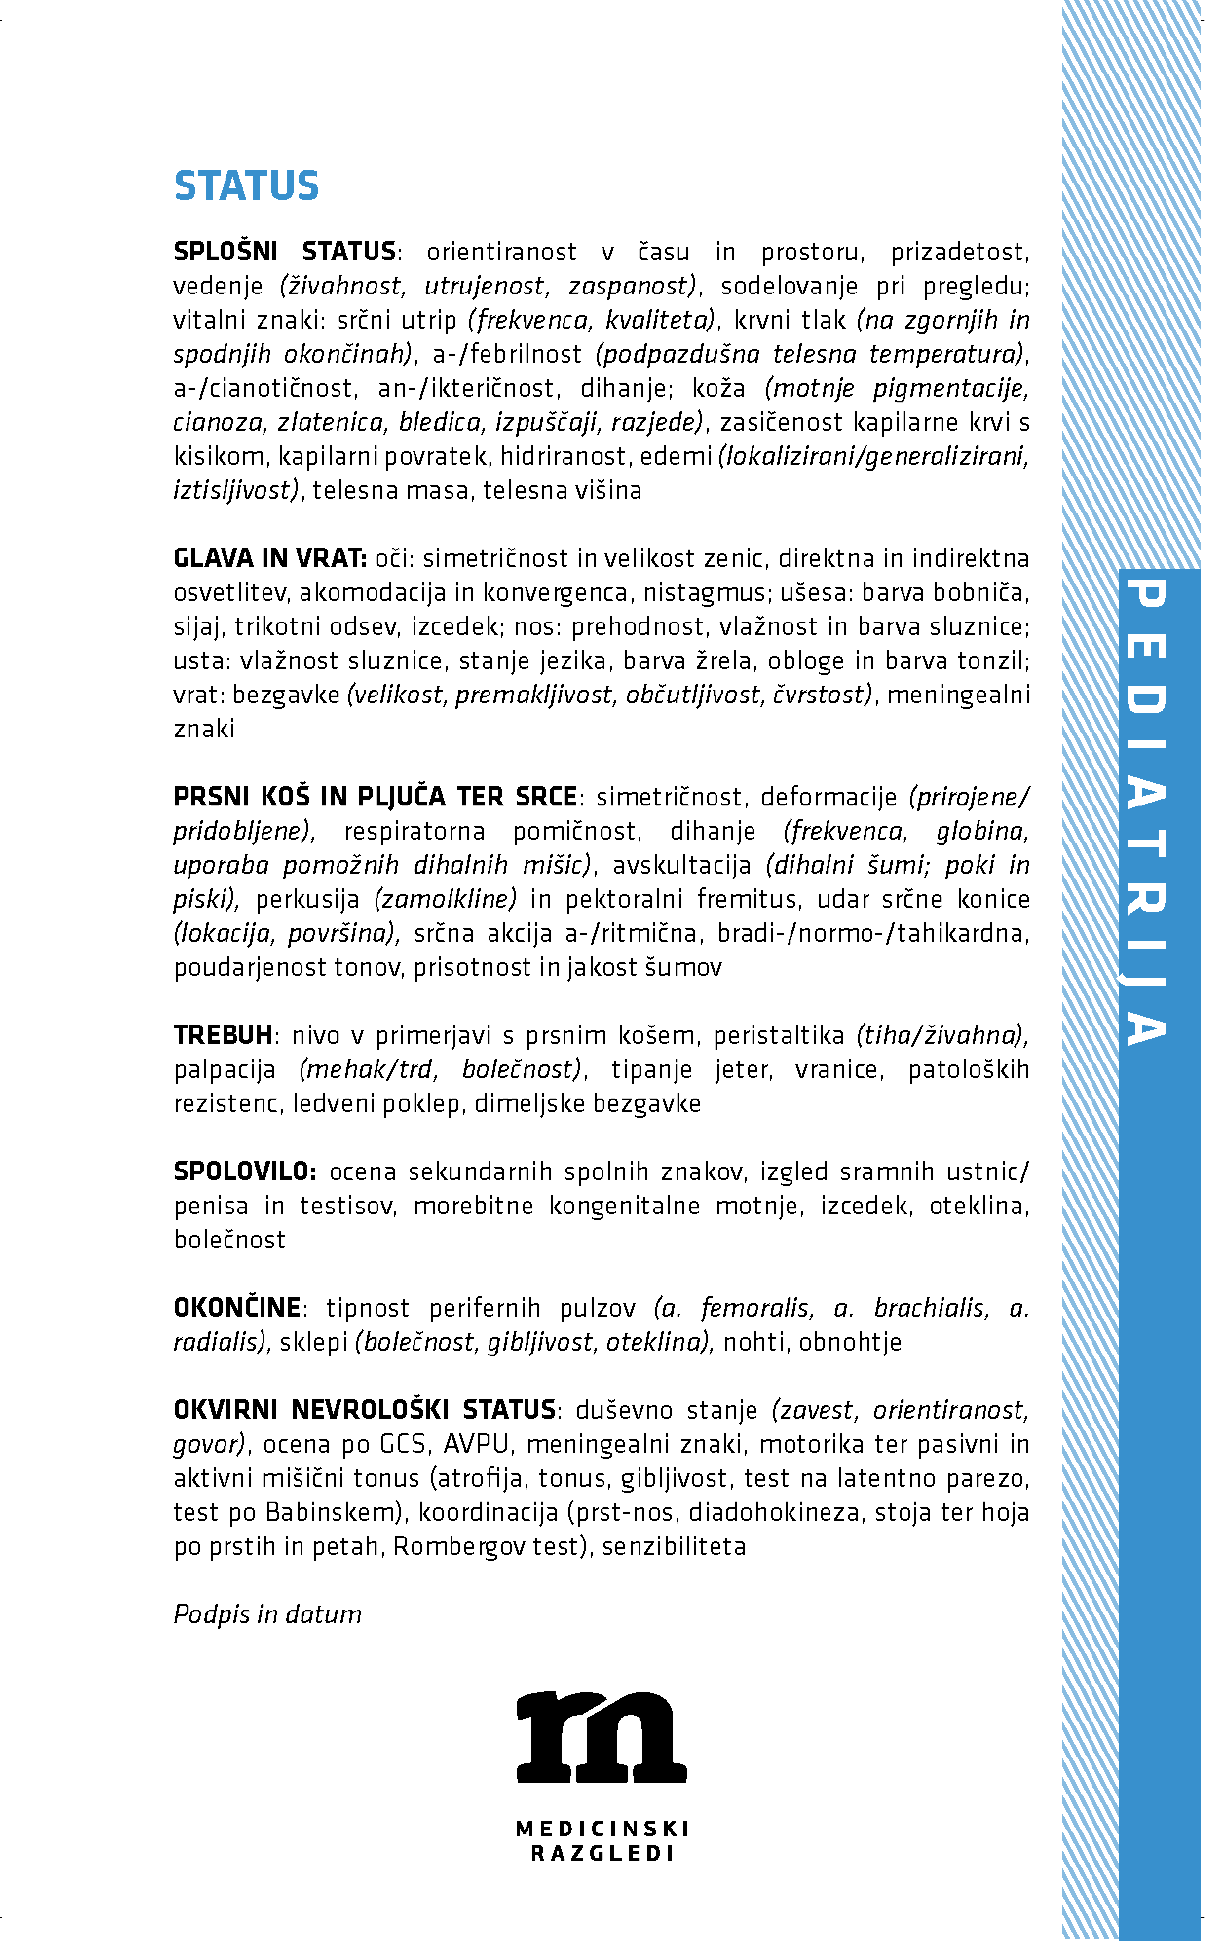 STATUS
SPLOŠNI STATUS: orientiranost v času in prostoru, prizadetost,
vedenje (živahnost, utrujenost, zaspanost), sodelovanje pri pregledu;
vitalni znaki: srčni utrip (frekvenca, kvaliteta), krvni tlak (na zgornjih in
spodnjih okončinah), a-/febrilnost (podpazdušna telesna temperatura),
a-/cianotičnost, an-/ikteričnost, dihanje; koža (motnje pigmentacije,
cianoza, zlatenica, bledica, izpuščaji, razjede), zasičenost kapilarne krvi s
kisikom, kapilarni povratek, hidriranost, edemi (lokalizirani/generalizirani,
iztisljivost), telesna masa, telesna višina
GLAVA IN VRAT: oči: simetričnost in velikost zenic, direktna in indirektna
osvetlitev, akomodacija in konvergenca, nistagmus; ušesa: barva bobniča,
sijaj, trikotni odsev, izcedek; nos: prehodnost, vlažnost in barva sluznice;
usta: vlažnost sluznice, stanje jezika, barva žrela, obloge in barva tonzil;
vrat: bezgavke (velikost, premakljivost, občutljivost, čvrstost), meningealni
znaki
PRSNI KOŠ IN PLJUČA TER SRCE: simetričnost, deformacije (prirojene/
pridobljene), respiratorna pomičnost, dihanje (frekvenca, globina,
uporaba pomožnih dihalnih mišic), avskultacija (dihalni šumi; poki in
piski), perkusija (zamolkline) in pektoralni fremitus, udar srčne konice
(lokacija, površina), srčna akcija a-/ritmična, bradi-/normo-/tahikardna,
poudarjenost tonov, prisotnost in jakost šumov
TREBUH: nivo v primerjavi s prsnim košem, peristaltika (tiha/živahna),
palpacija (mehak/trd, bolečnost), tipanje jeter, vranice, patoloških
rezistenc, ledveni poklep, dimeljske bezgavke
SPOLOVILO: ocena sekundarnih spolnih znakov, izgled sramnih ustnic/
penisa in testisov, morebitne kongenitalne motnje, izcedek, oteklina,
bolečnost
OKONČINE: tipnost perifernih pulzov (a. femoralis, a. brachialis, a.
radialis), sklepi (bolečnost, gibljivost, oteklina), nohti, obnohtje
OKVIRNI NEVROLOŠKI STATUS: duševno stanje (zavest, orientiranost,
govor), ocena po GCS, AVPU, meningealni znaki, motorika ter pasivni in
aktivni mišični tonus (atrofija, tonus, gibljivost, test na latentno parezo,
test po Babinskem), koordinacija (prst-nos, diadohokineza, stoja ter hoja
po prstih in petah, Rombergov test), senzibiliteta
Podpis in datum
m
MEDICINSKI
RAZGLEDI
PEDIATRIJA